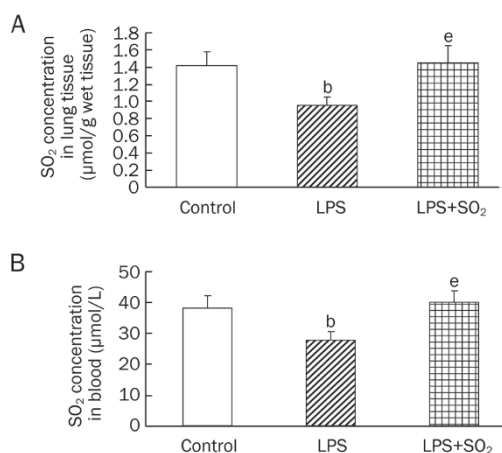 A
SO₂ concentration
in lung tissue
(μmol/g wet tissue)
1.8
1.6
1.4
1.2
1.0
0.8
0.6
0.4
0.2
0
b
e
Control LPS LPS+SO₂
B
SO₂ concentration
in blood (μmol/L)
50
40
30
20
10
0
b
e
Control LPS LPS+SO₂